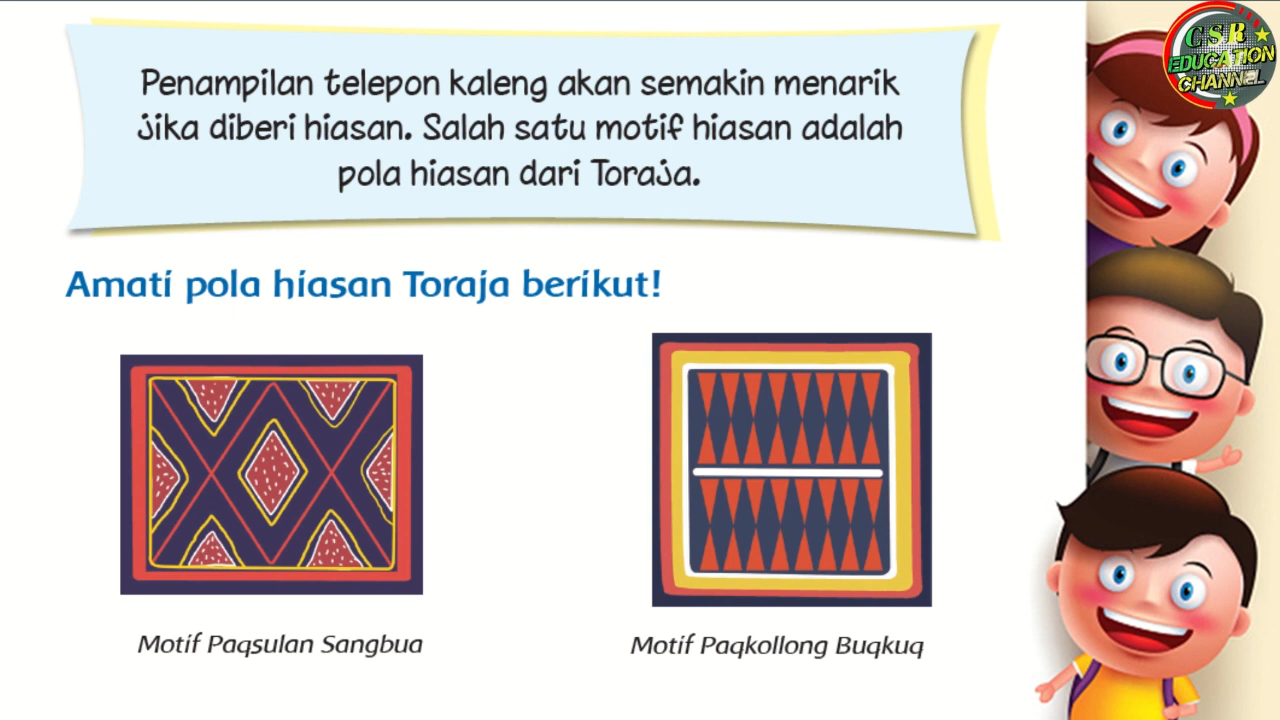 CSR
EDUCATION
CHANNEL
Penampilan telepon kaleng akan semakin menarik
jika diberi hiasan. Salah satu motif hiasan adalah
pola hiasan dari Toraja.
Amati pola hiasan Toraja berikut!
Motif Paqsulan Sangbua
Motif Paqkollong Buqkuq